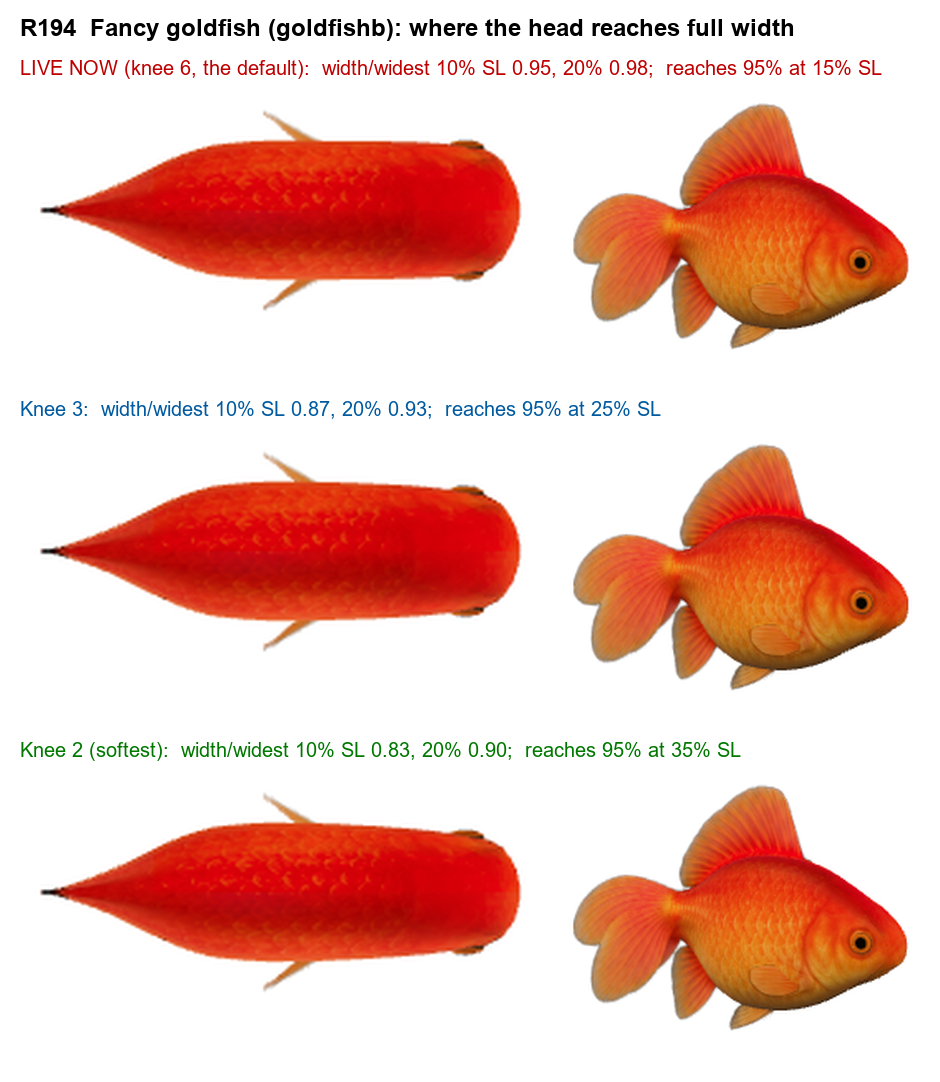 R194  Fancy goldfish (goldfishb): where the head reaches full width
LIVE NOW (knee 6, the default):  width/widest 10% SL 0.95, 20% 0.98;  reaches 95% at 15% SL
Knee 3:  width/widest 10% SL 0.87, 20% 0.93;  reaches 95% at 25% SL
Knee 2 (softest):  width/widest 10% SL 0.83, 20% 0.90;  reaches 95% at 35% SL